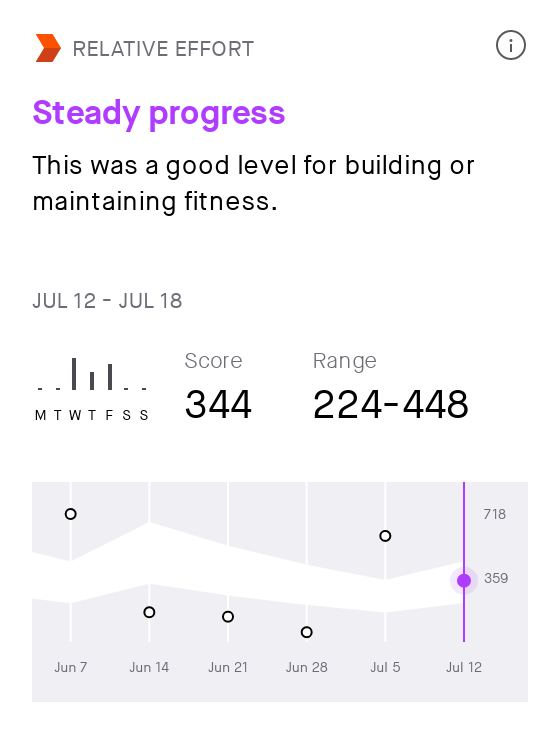 RELATIVE EFFORT
Steady progress
This was a good level for building or
maintaining fitness.
JUL 12 - JUL 18
Score
Range
M T W T F S S
344
224-448
718
359
Jun 7
Jun 14
Jun 21
Jun 28
Jul 5
Jul 12